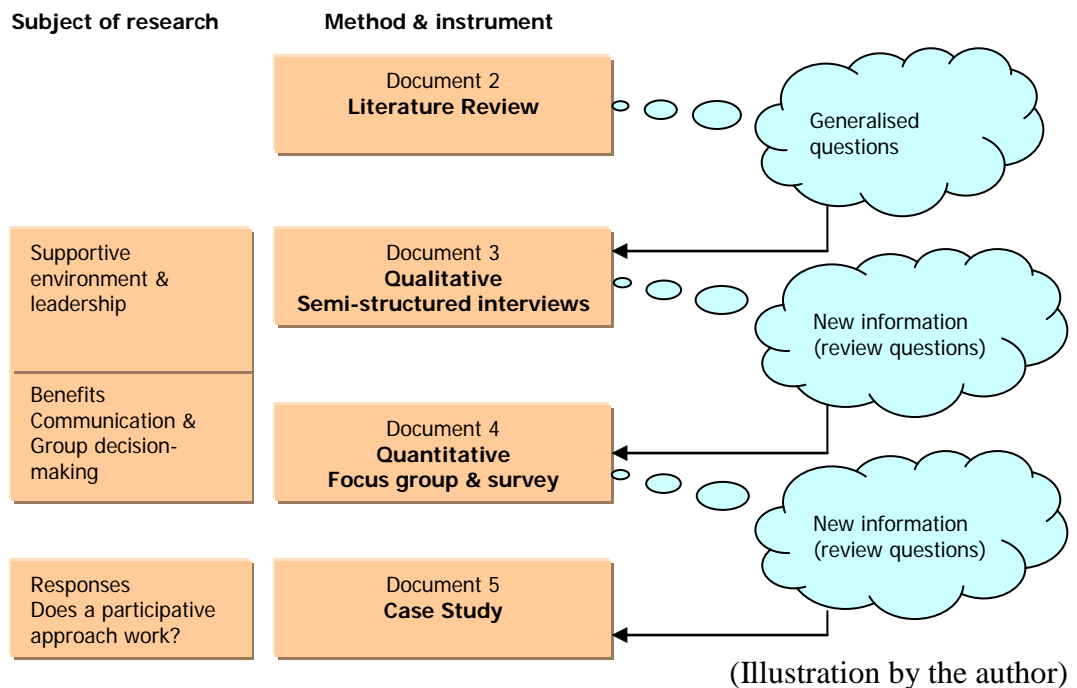 Subject of research
Method & instrument
Document 2
Literature Review
Generalised
questions
Supportive
environment &
leadership
Document 3
Qualitative
Semi-structured interviews
New information
(review questions)
Benefits
Communication &
Group decision-
making
Document 4
Quantitative
Focus group & survey
New information
(review questions)
Responses
Does a participative
approach work?
Document 5
Case Study
(Illustration by the author)